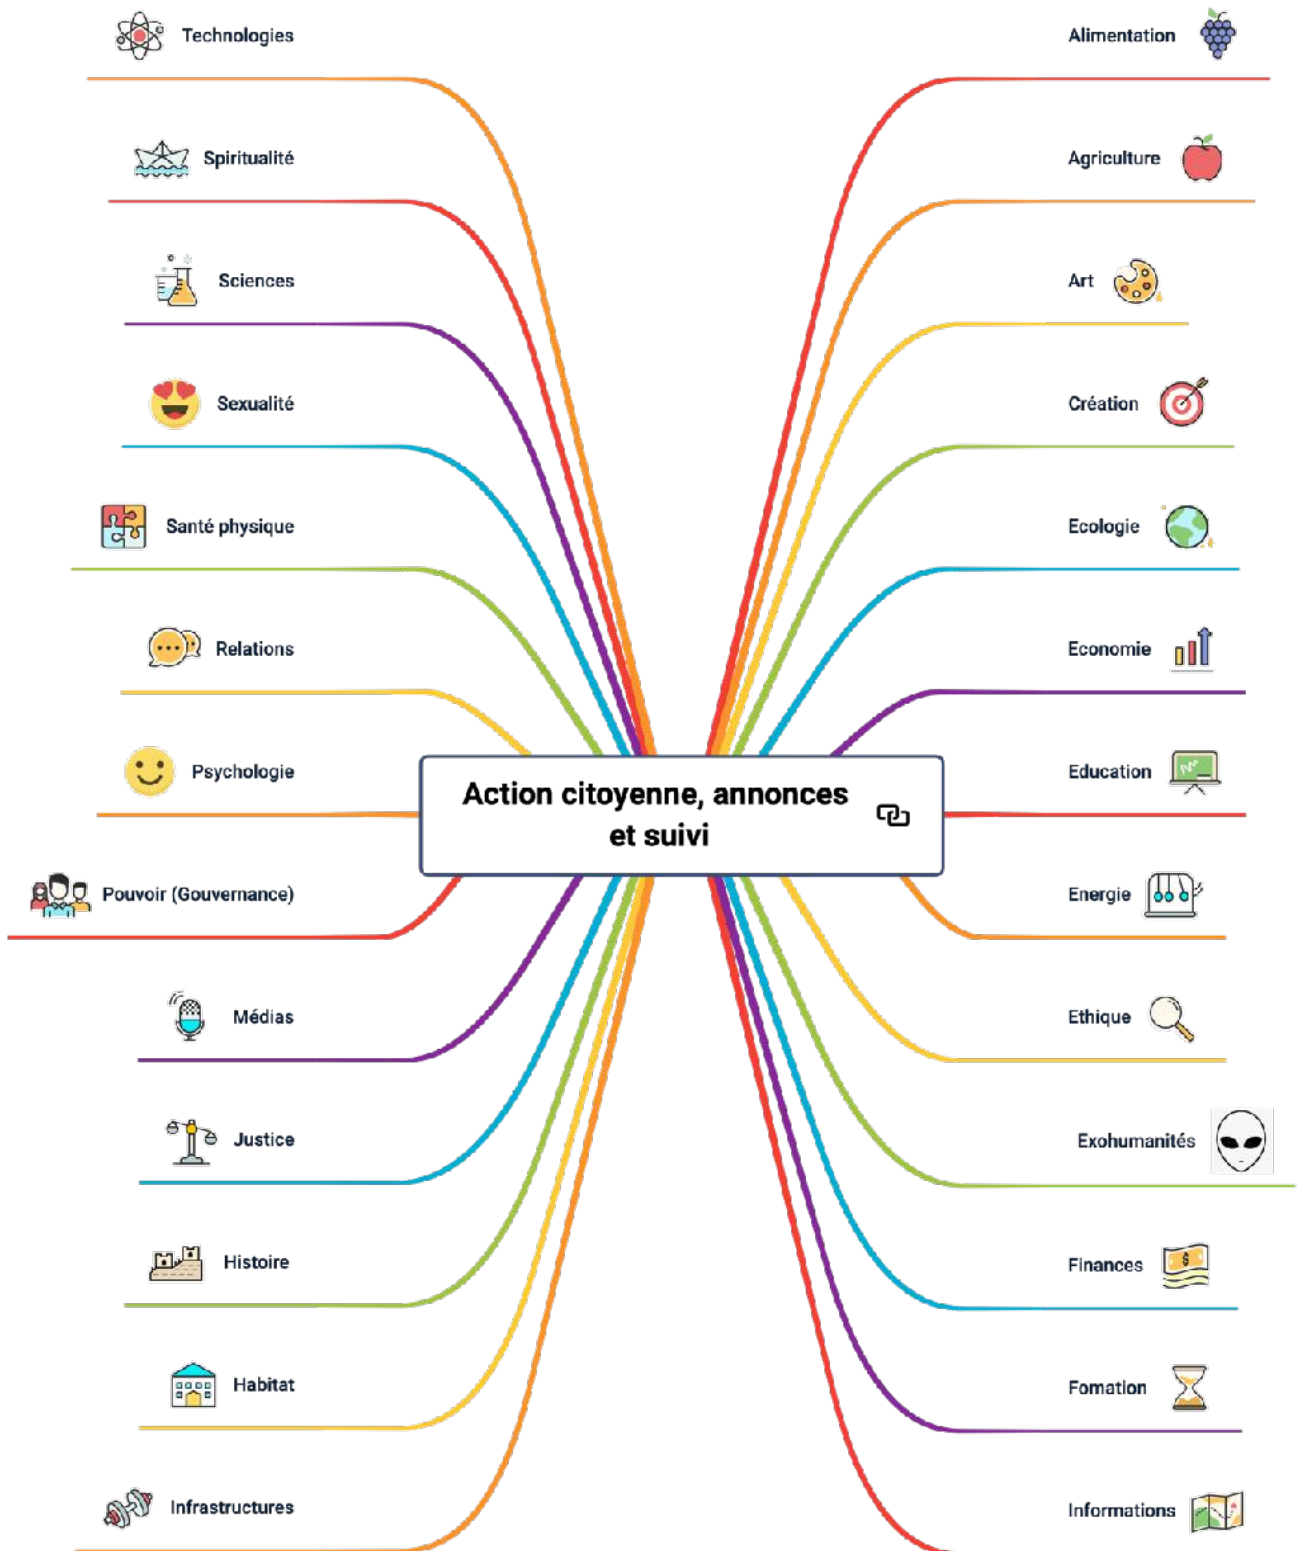 Technologies
Spiritualité
Sciences
Sexualité
Santé physique
Relations
Psychologie
Pouvoir (Gouvernance)
Médias
Justice
Histoire
Habitat
Infrastructures
Action citoyenne, annonces
et suivi
Alimentation
Agriculture
Art
Création
Ecologie
Economie
Education
Energie
Ethique
Exohumanités
Finances
Fomation
Informations